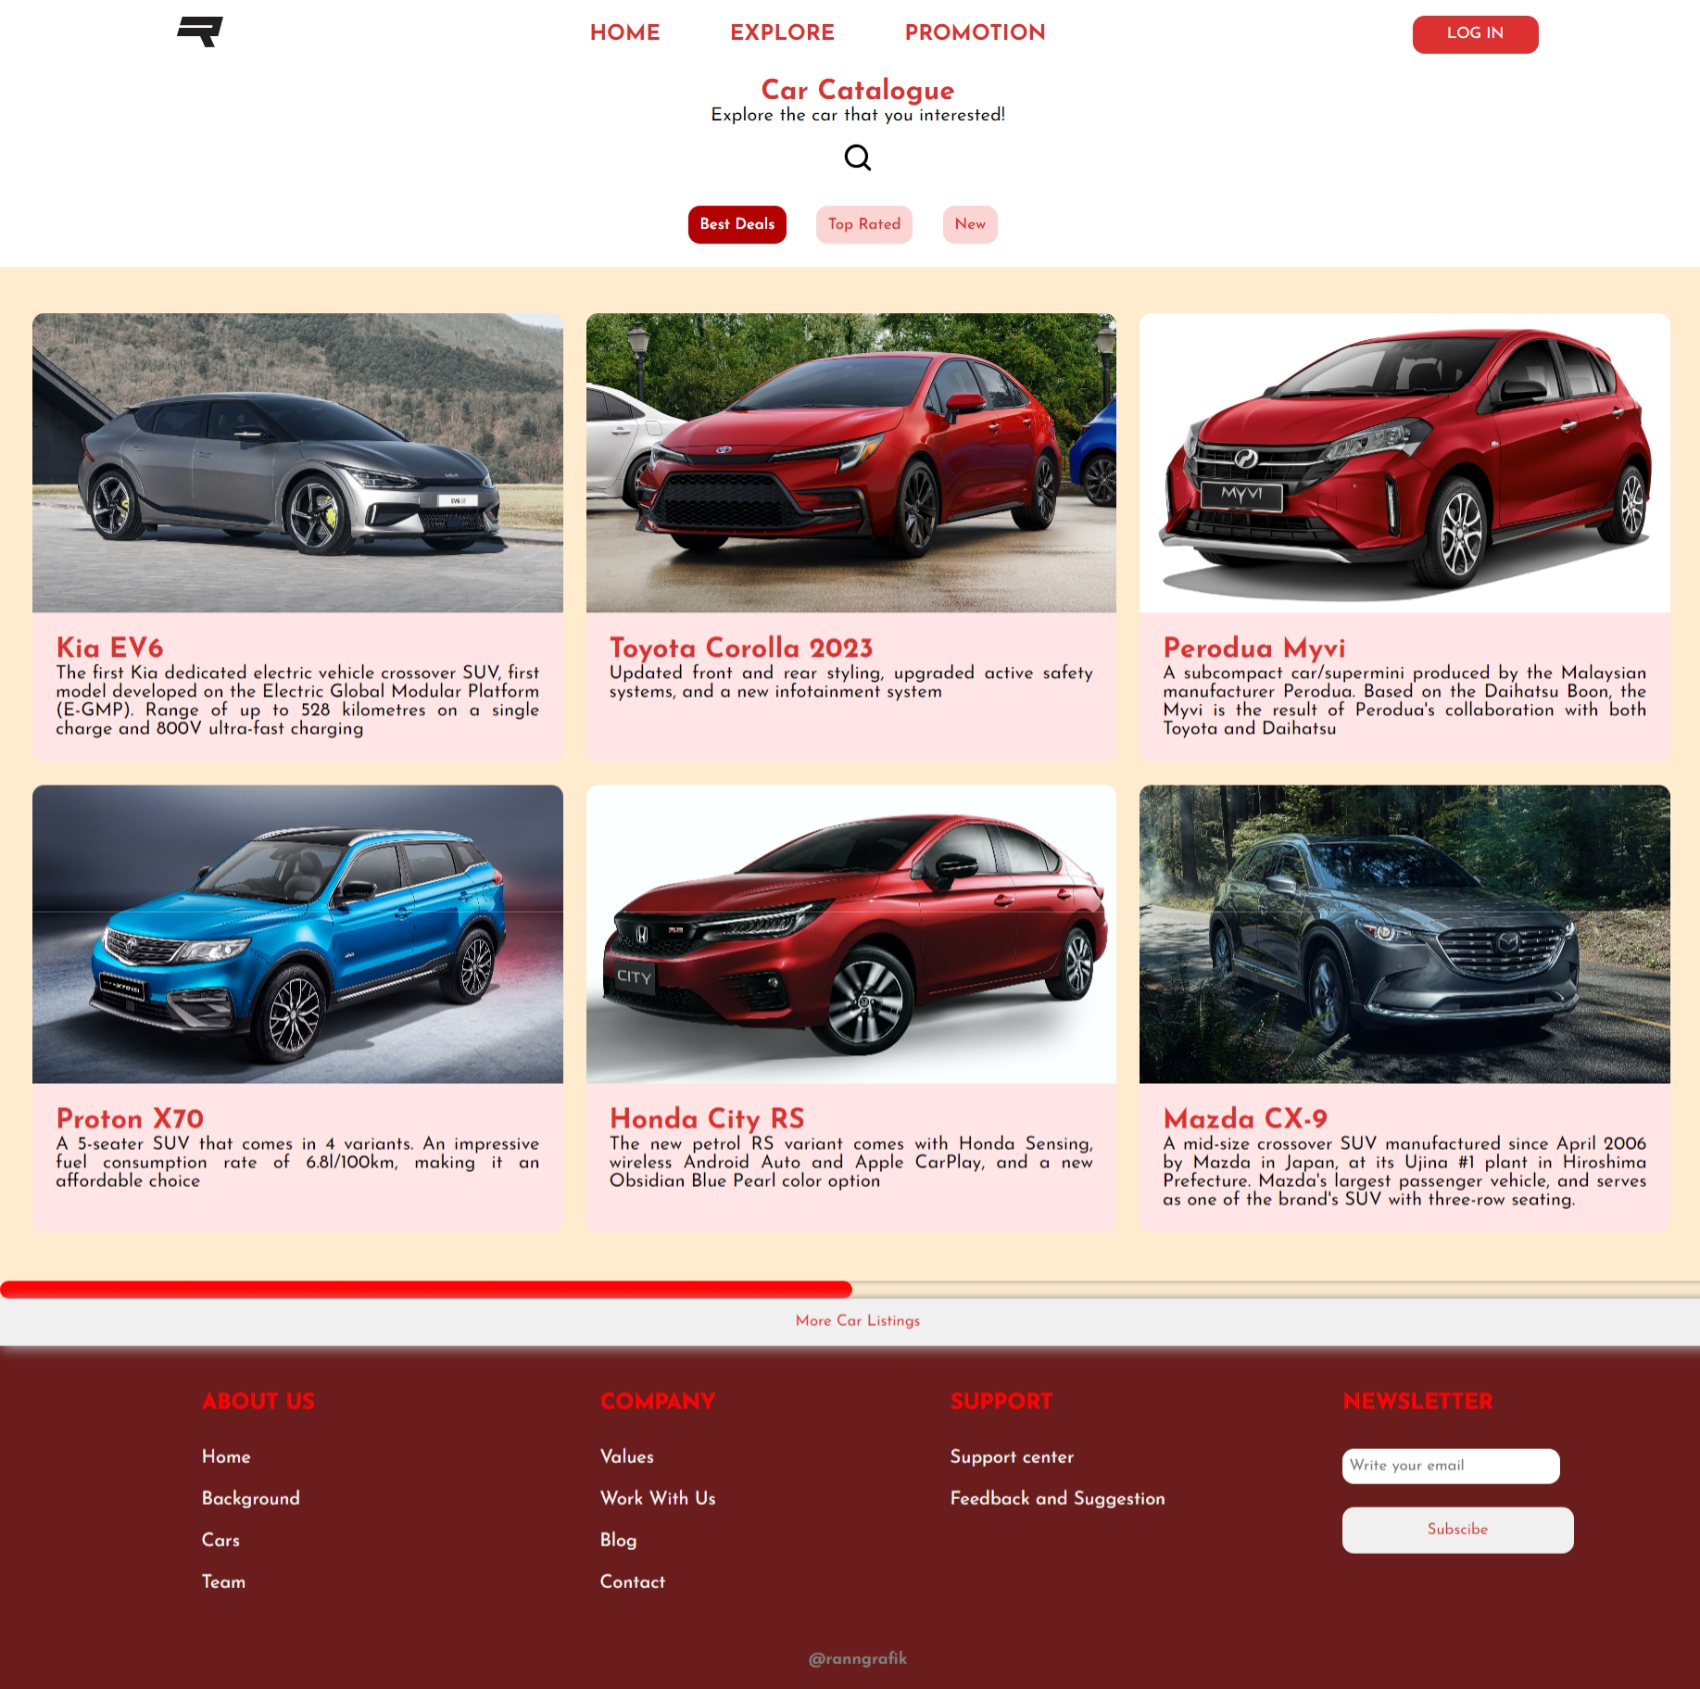 HOME EXPLORE PROMOTION LOG IN
Car Catalogue
Explore the car that you interested!
Best Deals Top Rated New
KIA
EV6
MYVI
Kia EV6
The first Kia dedicated electric vehicle crossover SUV, first
model developed on the Electric Global Modular Platform
(E-GMP). Range of up to 528 kilometres on a single
charge and 800V ultra-fast charging
Toyota Corolla 2023
Updated front and rear styling, upgraded active safety
systems, and a new infotainment system
Perodua Myvi
A subcompact car/supermini produced by the Malaysian
manufacturer Perodua. Based on the Daihatsu Boon, the
Myvi is the result of Perodua's collaboration with both
Toyota and Daihatsu
RS
CITY
Proton X70
A 5-seater SUV that comes in 4 variants. An impressive
fuel consumption rate of 6.8l/100km, making it an
affordable choice
Honda City RS
The new petrol RS variant comes with Honda Sensing,
wireless Android Auto and Apple CarPlay, and a new
Obsidian Blue Pearl color option
Mazda CX-9
A mid-size crossover SUV manufactured since April 2006
by Mazda in Japan, at its Ujina #1 plant in Hiroshima
Prefecture. Mazda's largest passenger vehicle, and serves
as one of the brand's SUV with three-row seating.
More Car Listings
ABOUT US
Home
Background
Cars
Team
COMPANY
Values
Work With Us
Blog
Contact
SUPPORT
Support center
Feedback and Suggestion
NEWSLETTER
Write your email
Subscibe
@ranngrafik